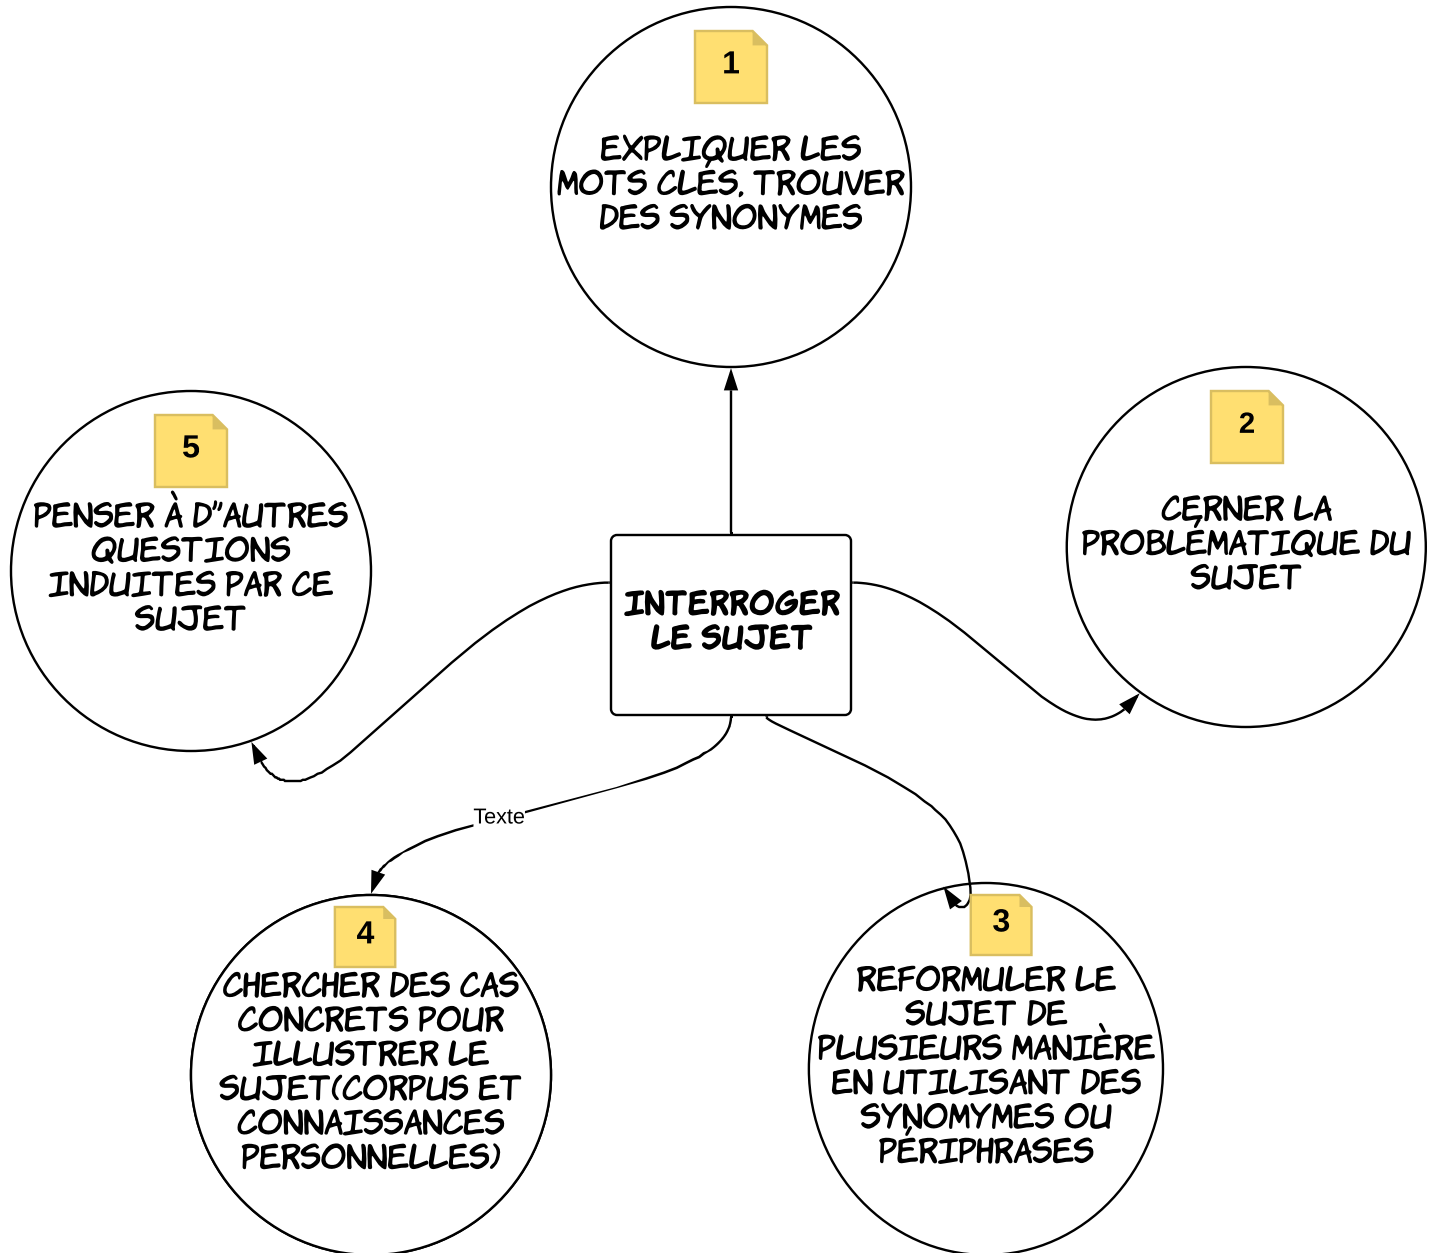 1
EXPLIQUER LES
MOTS CLÉS, TROUVER
DES SYNONYMES
2
CERNER LA
PROBLÉMATIQUE DU
SUJET
5
PENSER À D"AUTRES
QUESTIONS
INDUITES PAR CE
SUJET
INTERROGER
LE SUJET
Texte
3
REFORMULER LE
SUJET DE
PLUSIEURS MANIÈRE
EN UTILISANT DES
SYNOMYMES OU
PÉRIPHRASES
4
CHERCHER DES CAS
CONCRETS POUR
ILLUSTRER LE
SUJET(CORPUS ET
CONNAISSANCES
PERSONNELLES)